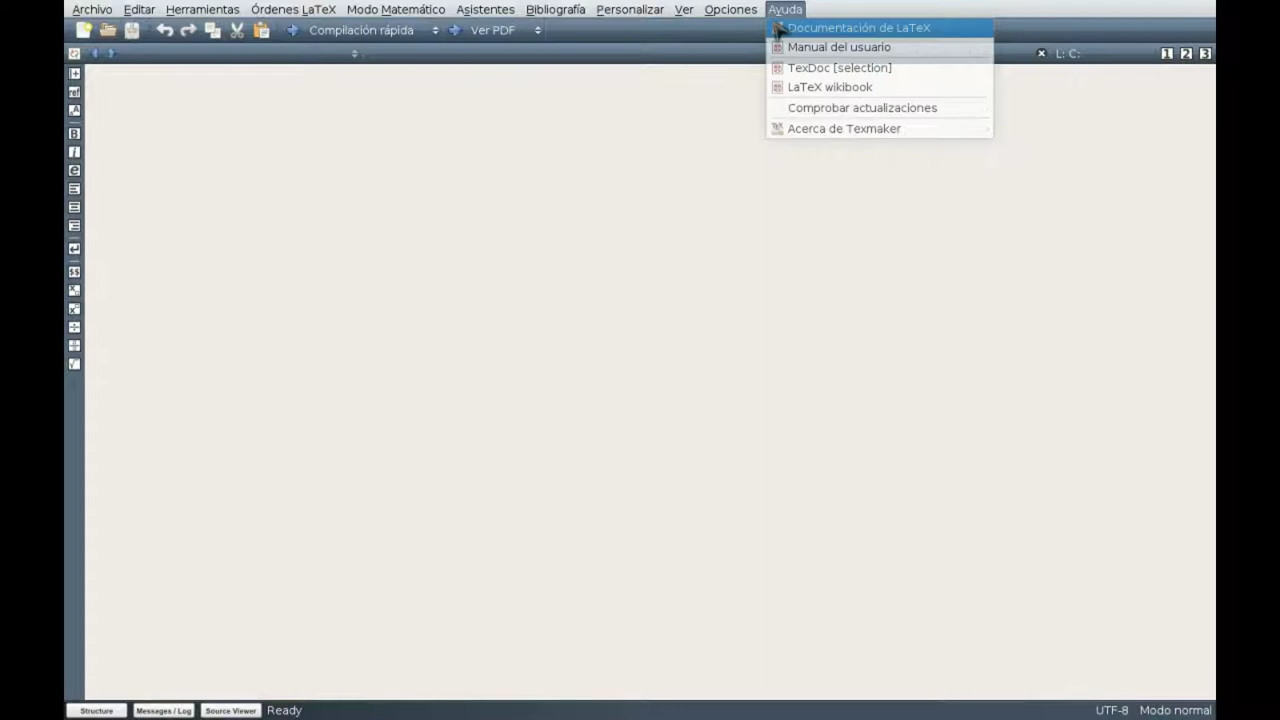 Archivo Editar Herramientas Órdenes LaTeX Modo Matemático Asistentes Bibliografía Personalizar Ver Opciones Ayuda
Compilación rápida Ver PDF
Documentación de LaTeX
Manual del usuario
TexDoc [selection]
LaTeX wikibook
Comprobar actualizaciones
Acerca de Texmaker
L: C: 1 2 3
ref
B
i
e
$$
Structure Messages / Log Source Viewer Ready UTF-8 Modo normal